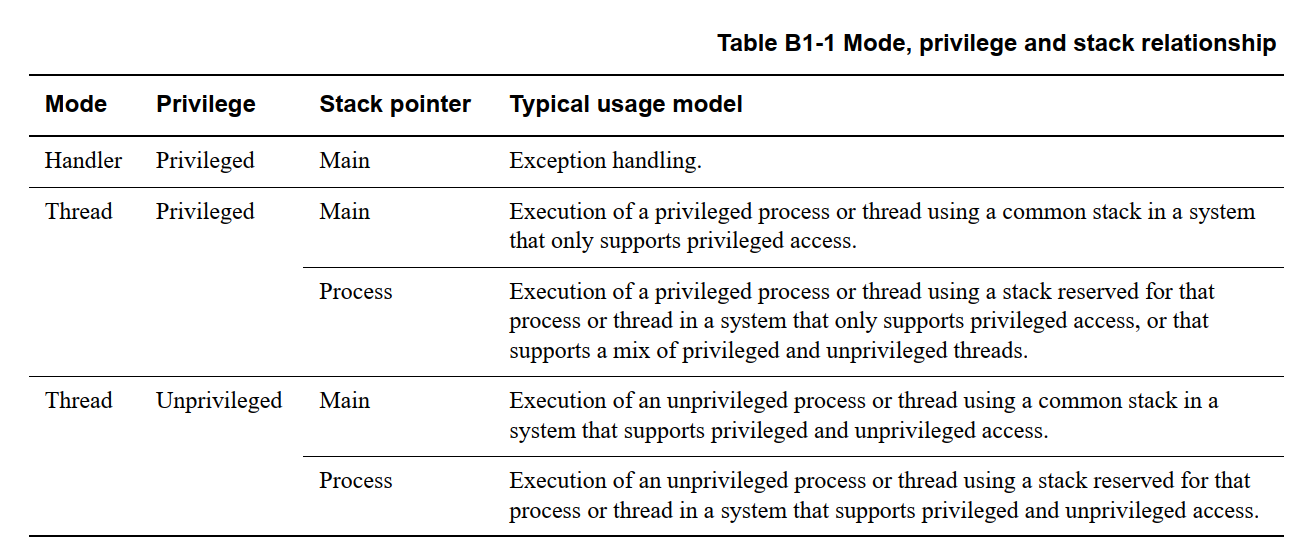 Table B1-1 Mode, privilege and stack relationship
Mode Privilege Stack pointer Typical usage model
Handler Privileged Main Exception handling.
Thread Privileged Main Execution of a privileged process or thread using a common stack in a system
that only supports privileged access.
Process Execution of a privileged process or thread using a stack reserved for that
process or thread in a system that only supports privileged access, or that
supports a mix of privileged and unprivileged threads.
Thread Unprivileged Main Execution of an unprivileged process or thread using a common stack in a
system that supports privileged and unprivileged access.
Process Execution of an unprivileged process or thread using a stack reserved for that
process or thread in a system that supports privileged and unprivileged access.